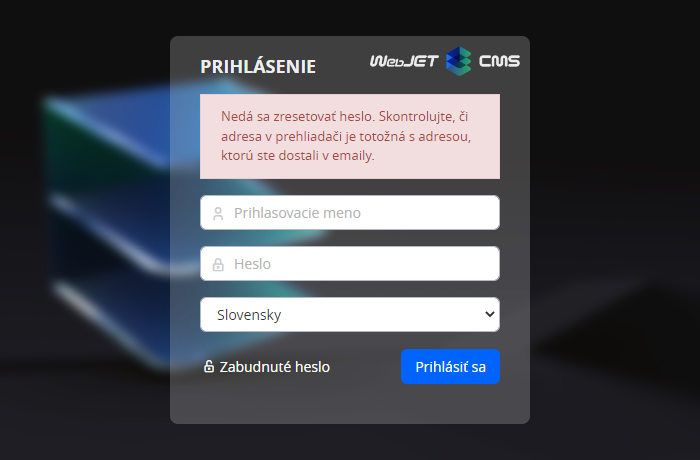 PRIHLÁSENIE
WebJET CMS
Nedá sa zresetovať heslo. Skontrolujte, či
adresa v prehliadači je totožná s adresou,
ktorú ste dostali v emaily.
Prihlasovacie meno
Heslo
Slovensky
Zabudnuté heslo
Prihlásiť sa